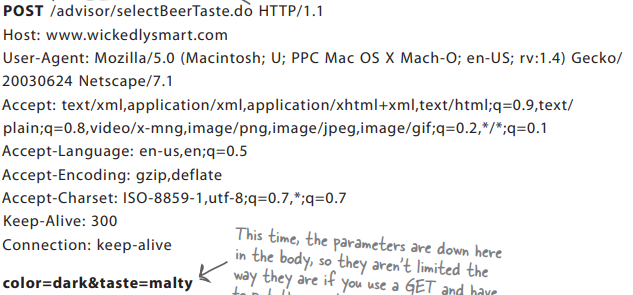 POST /advisor/selectBeerTaste.do HTTP/1.1
Host: www.wickedlysmart.com
User-Agent: Mozilla/5.0 (Macintosh; U; PPC Mac OS X Mach-O; en-US; rv:1.4) Gecko/
20030624 Netscape/7.1
Accept: text/xml,application/xml,application/xhtml+xml,text/html;q=0.9,text/
plain;q=0.8,video/x-mng,image/png,image/jpeg,image/gif;q=0.2,*/*;q=0.1
Accept-Language: en-us,en;q=0.5
Accept-Encoding: gzip,deflate
Accept-Charset: ISO-8859-1,utf-8;q=0.7,*;q=0.7
Keep-Alive: 300
Connection: keep-alive
color=dark&taste=malty
This time, the parameters are down here
in the body, so they aren't limited the
way they are if you use a GET and have